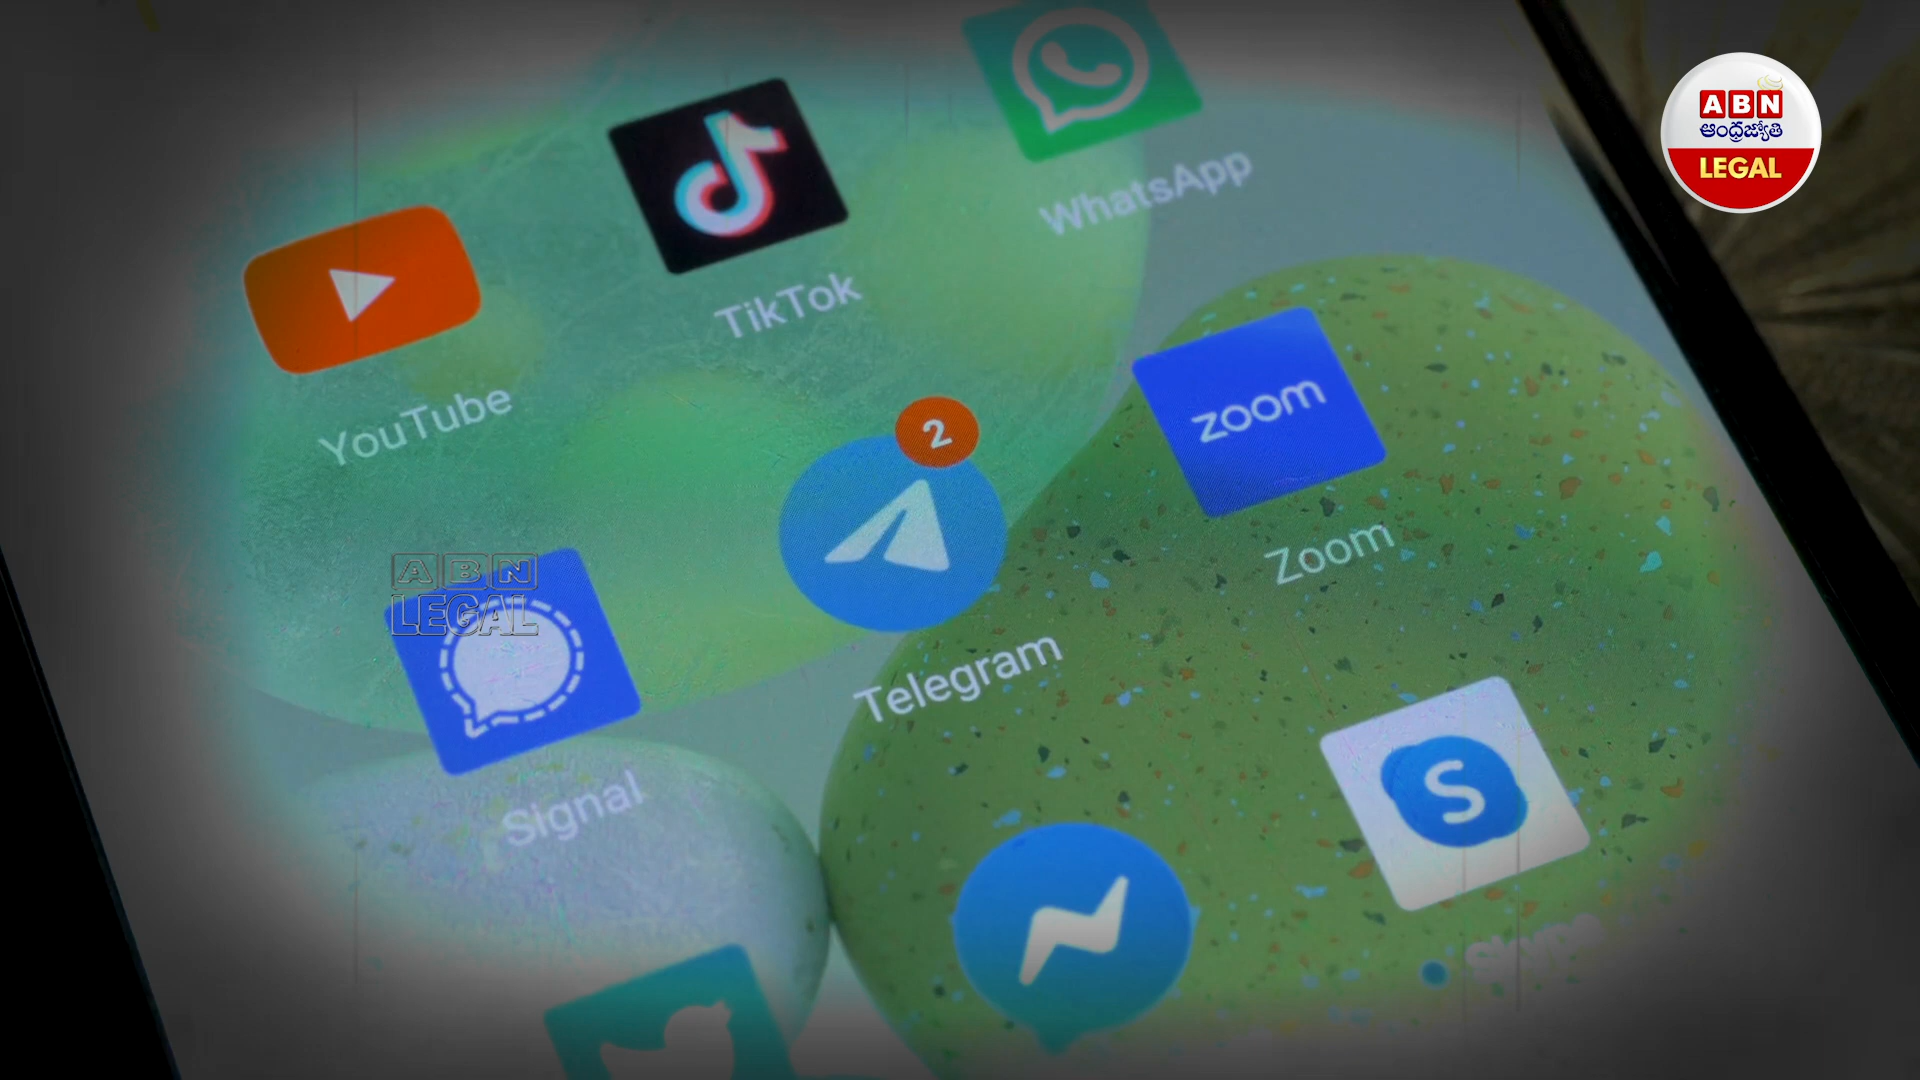 WhatsApp
TikTok
YouTube
2
zoom
Zoom
Telegram
Signal
S
ABN
LEGAL
ABN
ఆంధ్రజ్యోతి
LEGAL